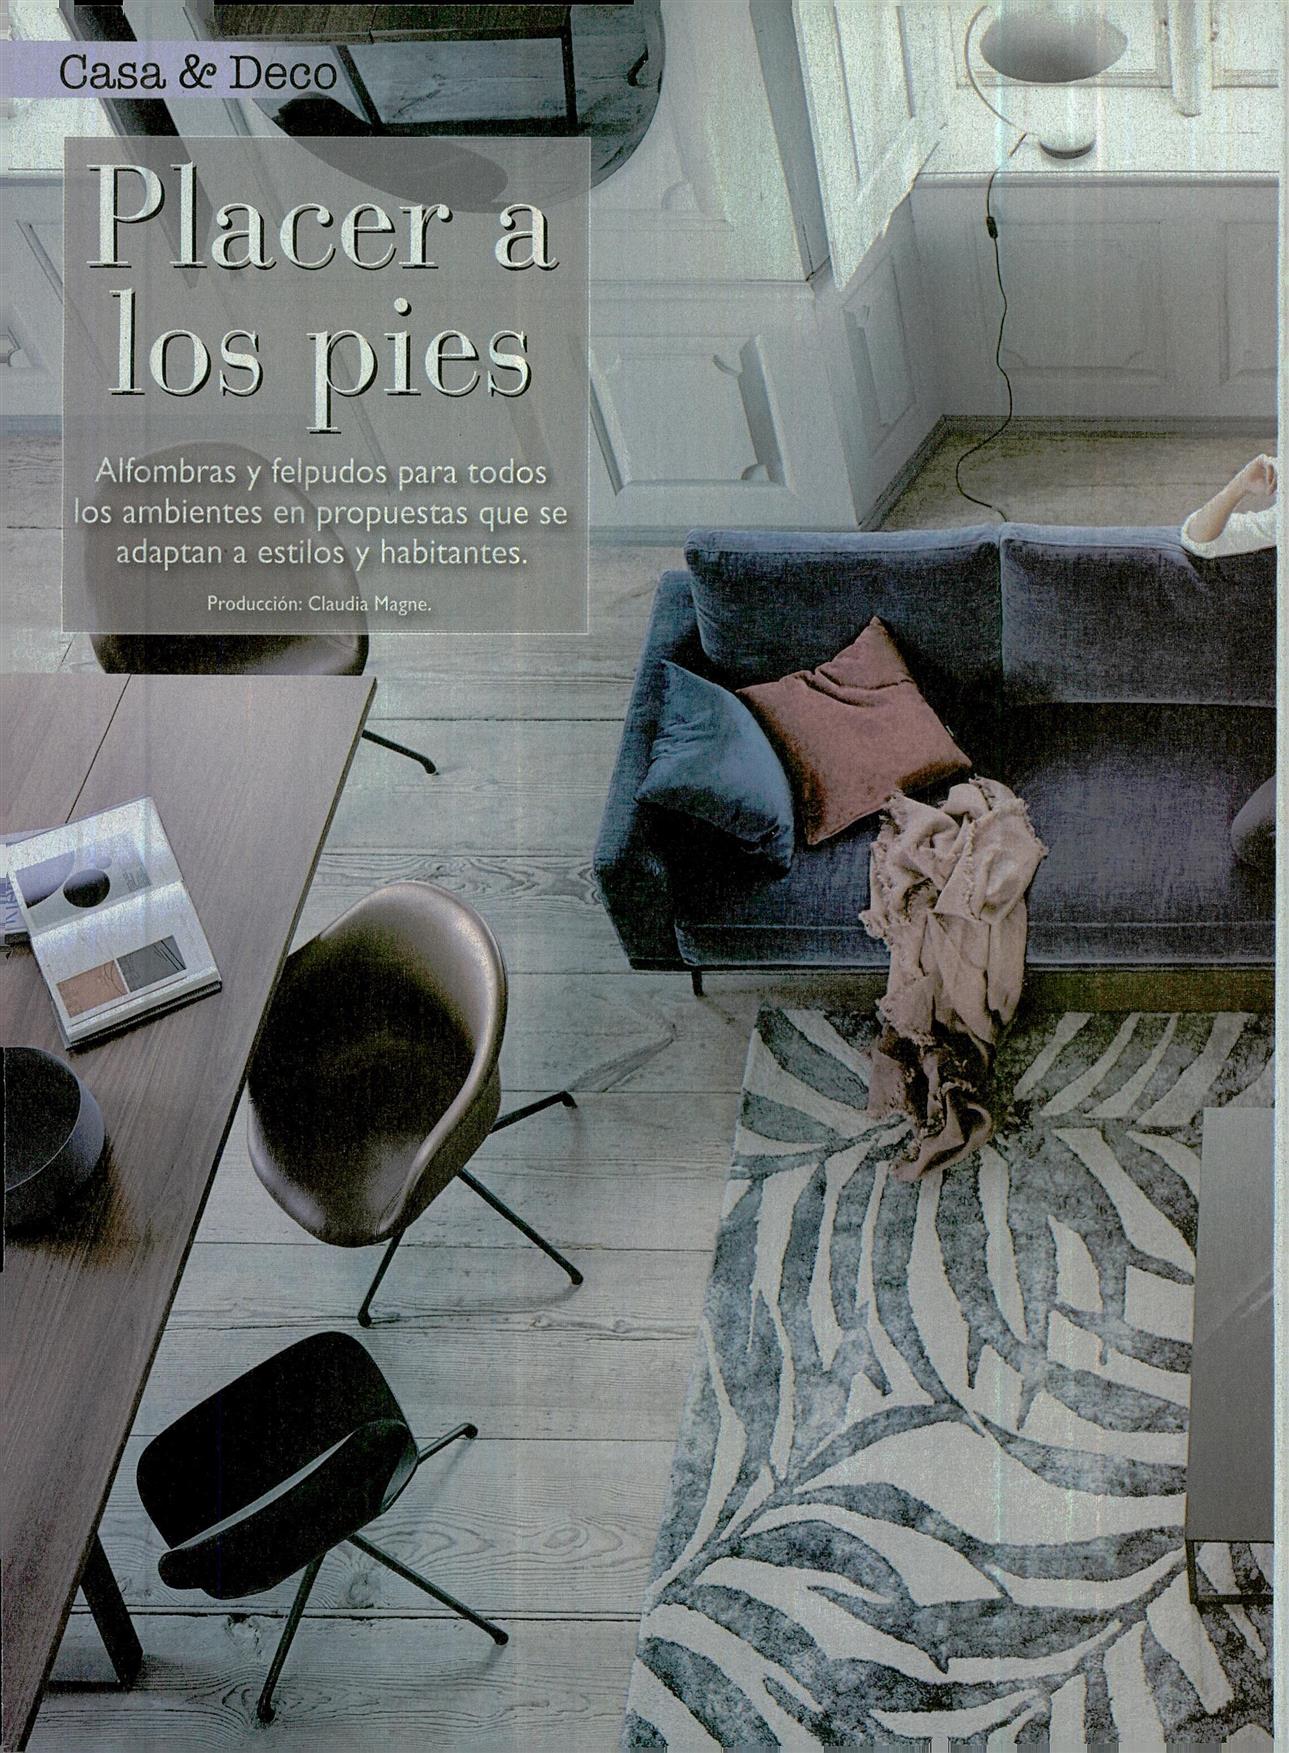 Casa & Deco
Placer a
los pies
Alfombras y felpudos para todos
los ambientes en propuestas que se
adaptan a estilos y habitantes.
Producción: Claudia Magne.